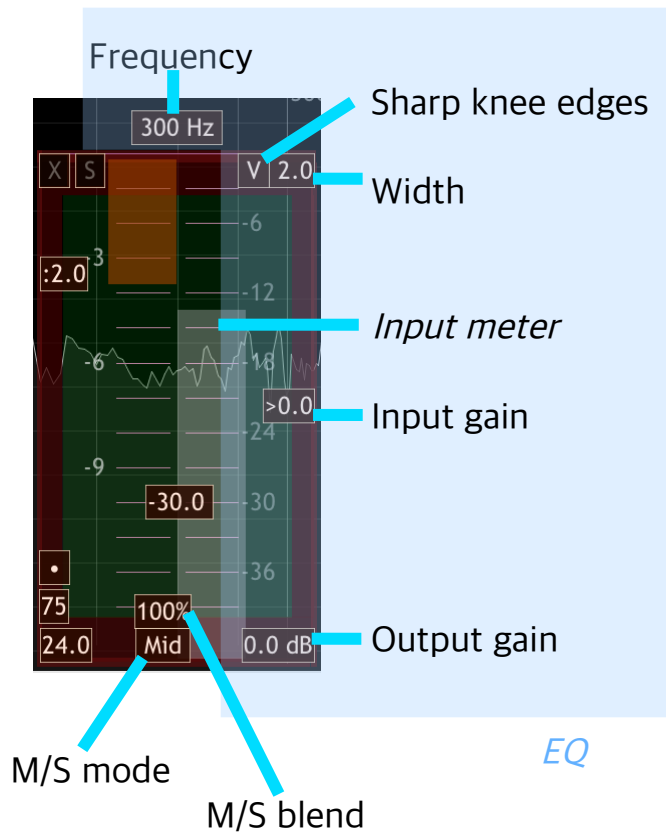 Frequency
300 Hz
Sharp knee edges
X S
V 2.0
Width
-6
-3
:2.0
-12
Input meter
-6
-18
>0.0
Input gain
-24
-9
-30.0
-30
•
-36
75
100%
24.0
Mid
0.0 dB
Output gain
EQ
M/S mode
M/S blend